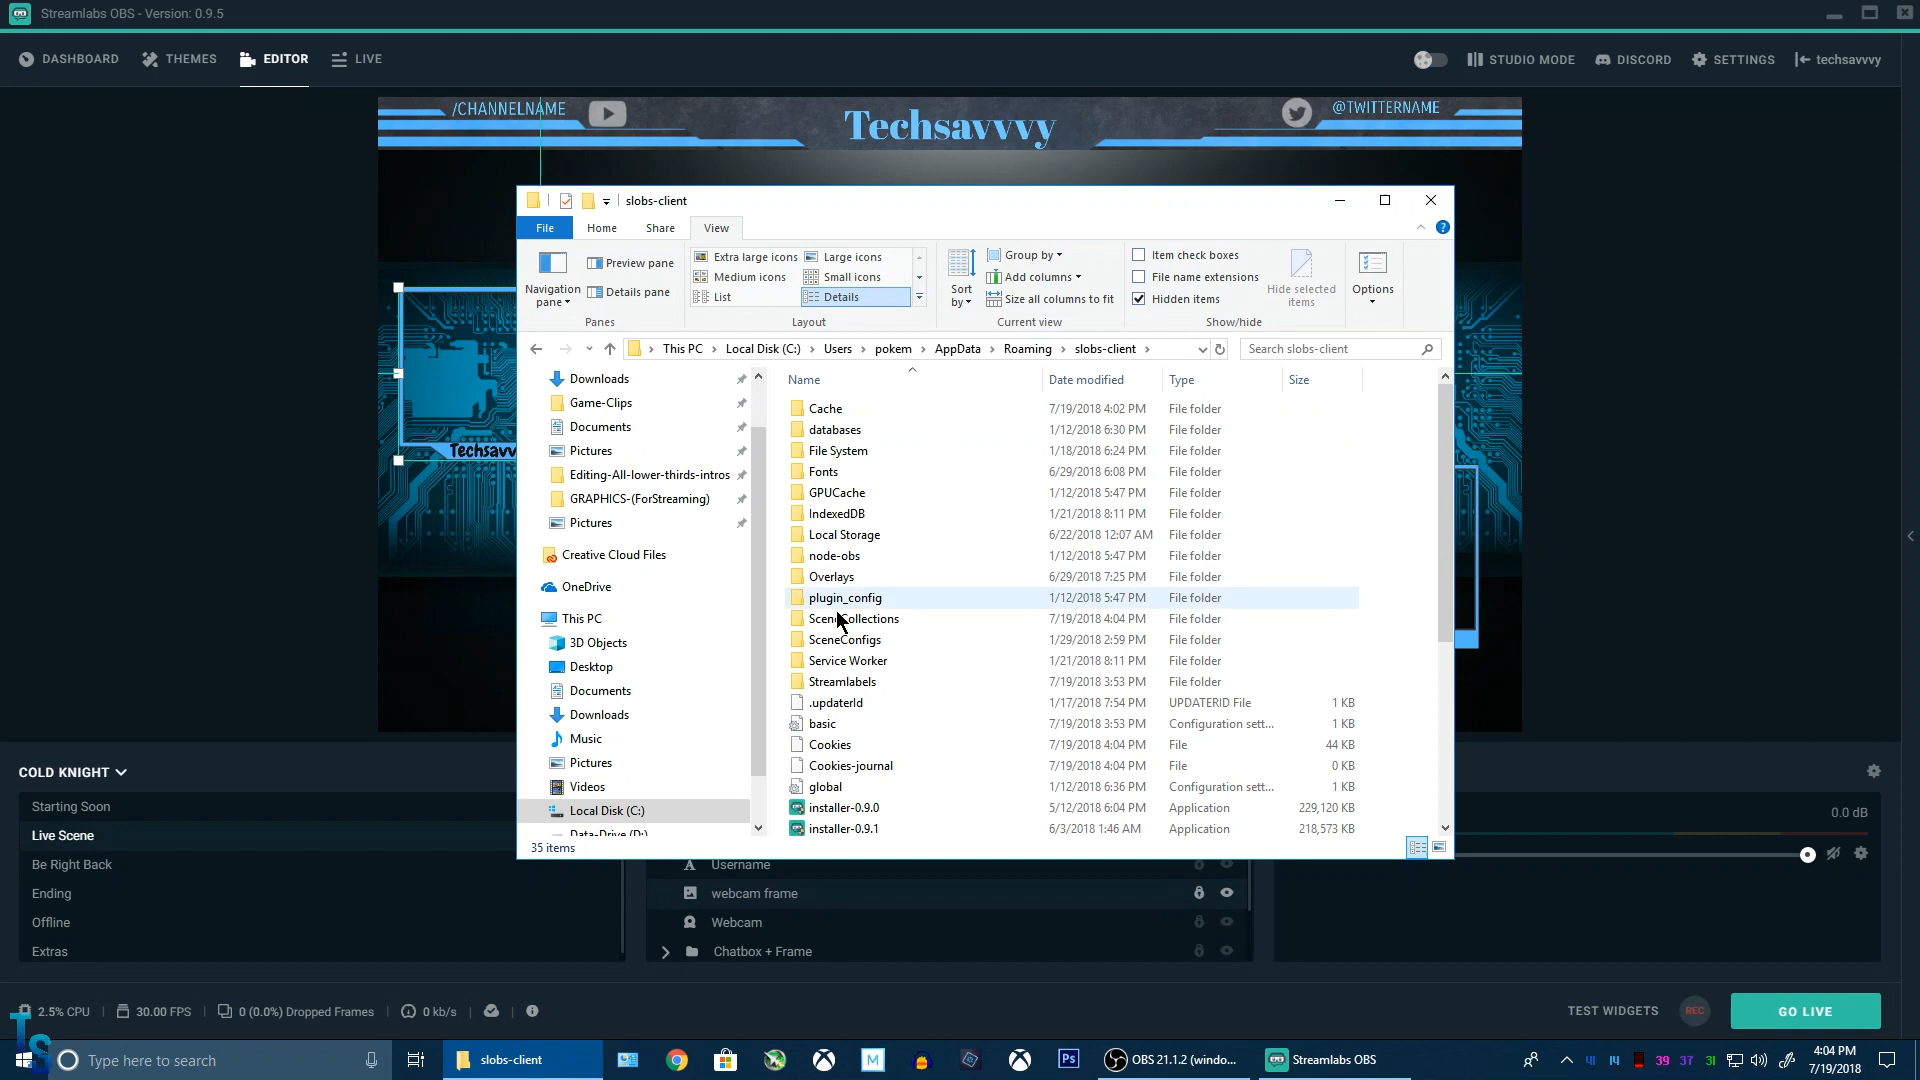 Streamlabs OBS - Version: 0.9.5
DASHBOARD THEMES EDITOR LIVE STUDIO MODE DISCORD SETTINGS techsavvvy
/CHANNELNAME Techsavvvy @TWITTERNAME
slobs-client
File Home Share View
Navigation pane Preview pane Details pane
Panes
Extra large icons Large icons
Medium icons Small icons
List Details
Layout
Sort by Group by
Add columns
Size all columns to fit
Current view
Item check boxes
File name extensions
Hidden items
Hide selected items
Show/hide
Options
This PC Local Disk (C:) Users pokem AppData Roaming slobs-client
Search slobs-client
Downloads
Game-Clips
Documents
Pictures
Editing-All-lower-thirds-intros
GRAPHICS-(ForStreaming)
Pictures
Creative Cloud Files
OneDrive
This PC
3D Objects
Desktop
Documents
Downloads
Music
Pictures
Videos
Local Disk (C:)
Data-Drive (D:)
Name Date modified Type Size
Cache 7/19/2018 4:02 PM File folder
databases 1/12/2018 6:30 PM File folder
File System 1/18/2018 6:24 PM File folder
Fonts 6/29/2018 6:08 PM File folder
GPUCache 1/12/2018 5:47 PM File folder
IndexedDB 1/21/2018 8:11 PM File folder
Local Storage 6/22/2018 12:07 AM File folder
node-obs 1/12/2018 5:47 PM File folder
Overlays 6/29/2018 7:25 PM File folder
plugin_config 1/12/2018 5:47 PM File folder
SceneCollections 7/19/2018 4:04 PM File folder
SceneConfigs 1/29/2018 2:59 PM File folder
Service Worker 1/21/2018 8:11 PM File folder
Streamlabels 7/19/2018 3:53 PM File folder
.updaterId 1/17/2018 7:54 PM UPDATERID File 1 KB
basic 7/19/2018 3:53 PM Configuration sett... 1 KB
Cookies 7/19/2018 4:04 PM File 44 KB
Cookies-journal 7/19/2018 4:04 PM File 0 KB
global 1/12/2018 6:36 PM Configuration sett... 1 KB
installer-0.9.0 5/12/2018 6:04 PM Application 229,120 KB
installer-0.9.1 6/3/2018 1:46 AM Application 218,573 KB
35 items
Techsavv
COLD KNIGHT
Starting Soon
Live Scene
Be Right Back
Ending
Offline
Extras
Username
webcam frame
Webcam
Chatbox + Frame
0.0 dB
2.5% CPU 30.00 FPS 0 (0.0%) Dropped Frames 0 kb/s
TEST WIDGETS REC GO LIVE
TS
Type here to search
slobs-client
M
Ps
OBS 21.1.2 (windo...
Streamlabs OBS
41 14 39 37 31
4:04 PM
7/19/2018